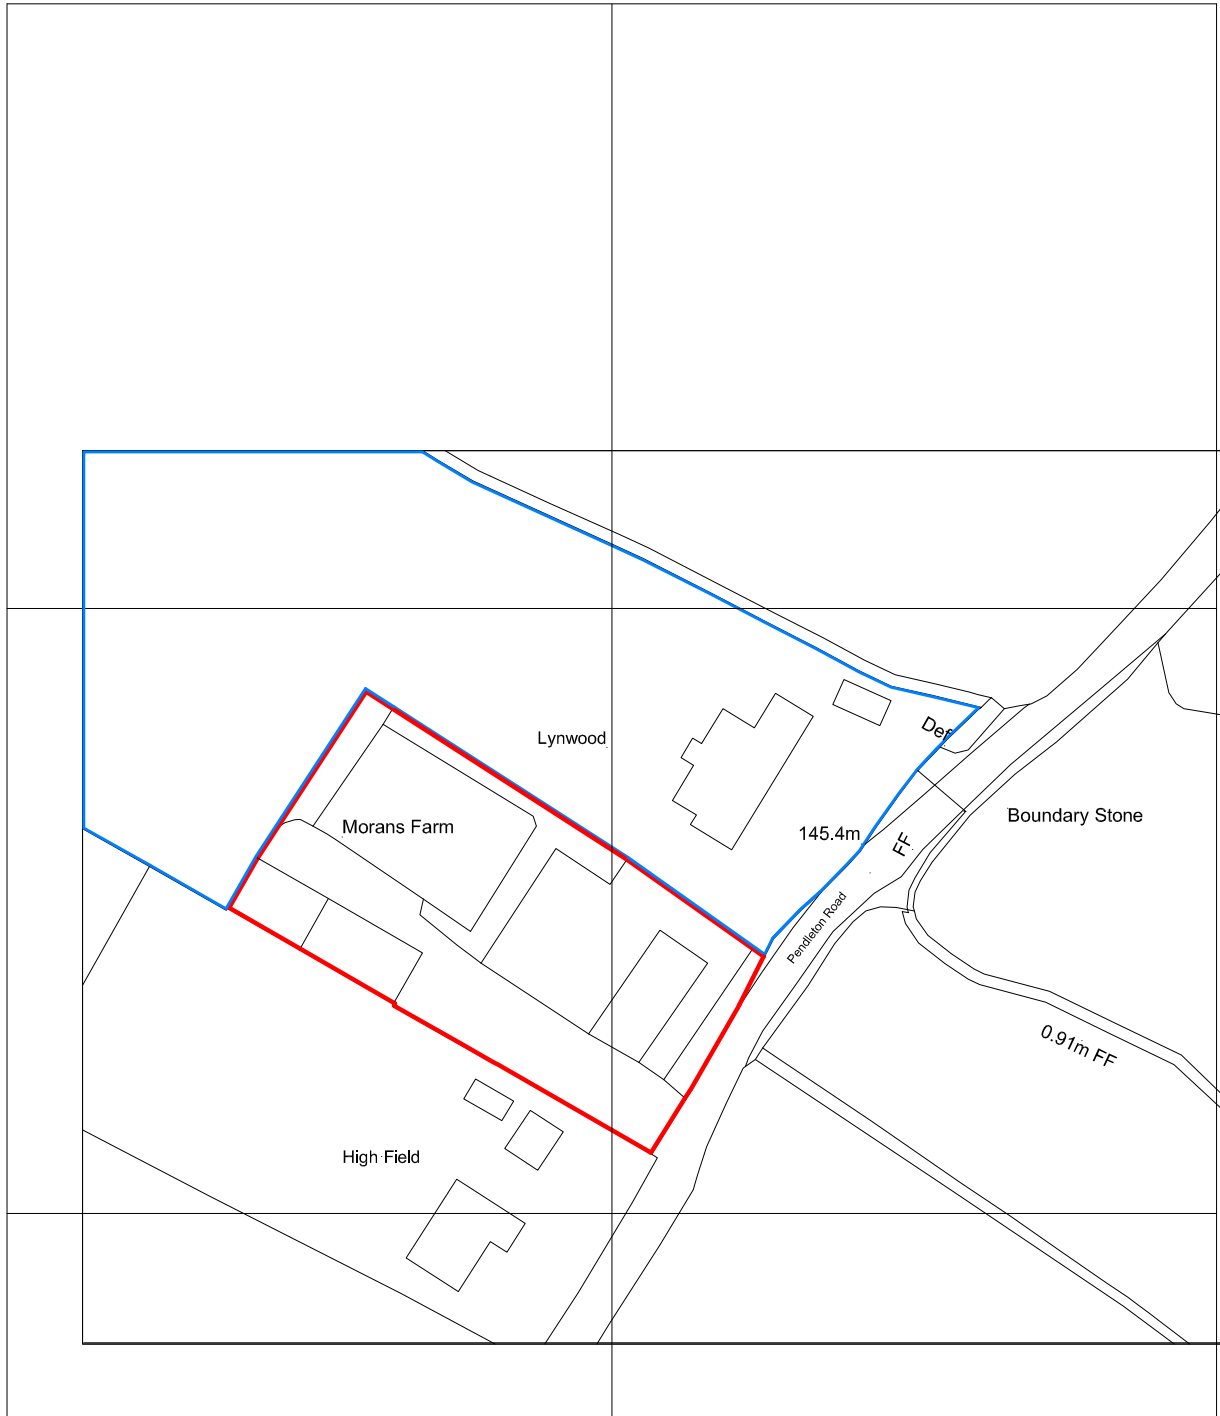 Def
Lynwood
Boundary Stone
Morans Farm
145.4m
FF
Pendleton Road
0.91m FF
High Field